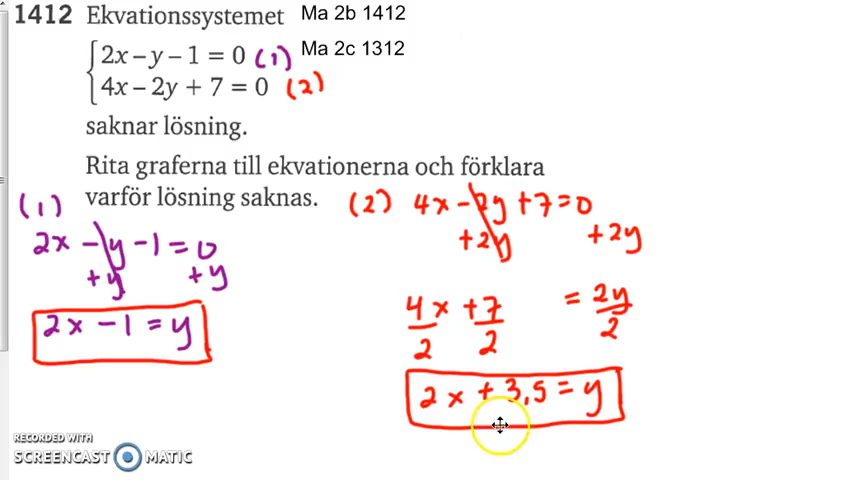 1412 Ekvationssystemet Ma 2b 1412
2x – y – 1 = 0 (1) Ma 2c 1312
4x – 2y + 7 = 0 (2)
saknar lösning.
Rita graferna till ekvationerna och förklara
varför lösning saknas.
(1)
2x - y - 1 = 0
+y +y
2x - 1 = y
(2) 4x - 2y + 7 = 0
+2y +2y
4x + 7 = 2y
2 2 2
2x + 3,5 = y
RECORDED WITH
SCREENCAST MATIC